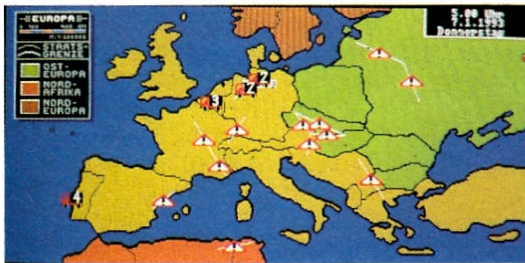 EUROPA
STAATS-
GRENZE
OST-
EUROPA
NORD-
AFRIKA
NORD-
EUROPA
5.00 Uhr
7.1.1993
Donnerstag
2
2
3
4